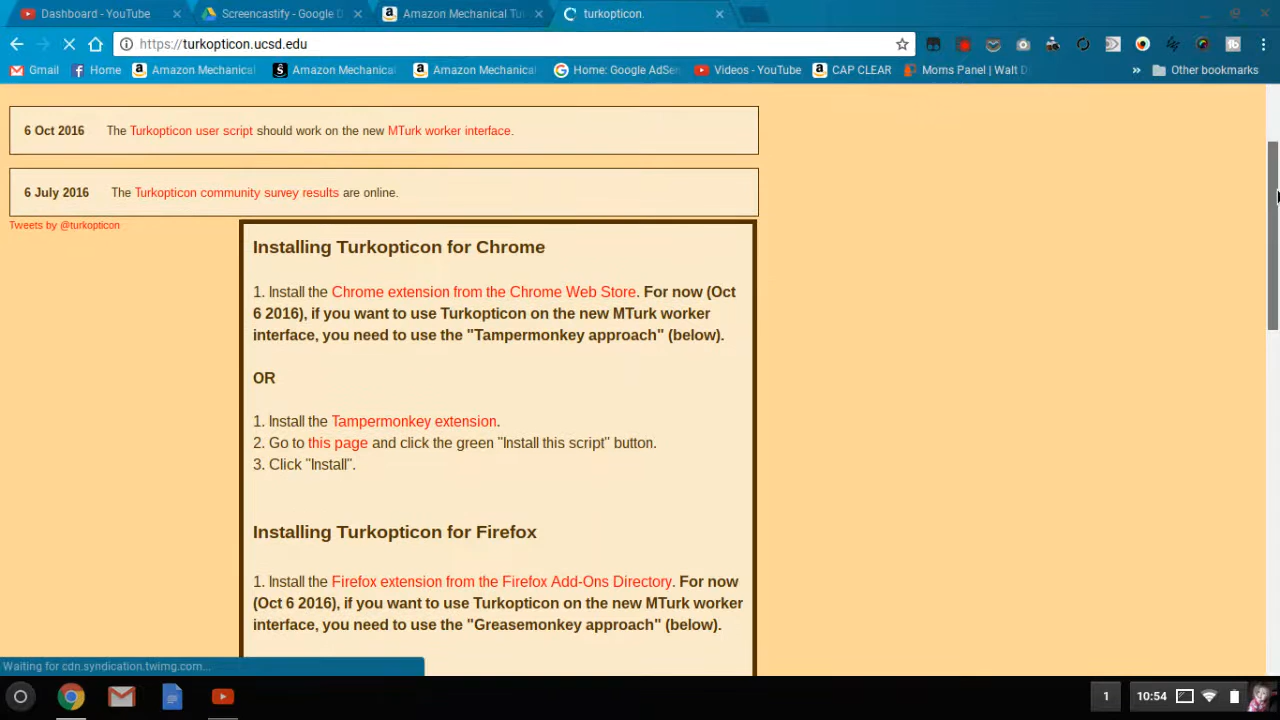 Dashboard - YouTube
Screencastify - Google D
Amazon Mechanical Tu
turkopticon.
https://turkopticon.ucsd.edu
Gmail
Home
Amazon Mechanical
Amazon Mechanical
Amazon Mechanical
Home: Google AdSen
Videos - YouTube
CAP CLEAR
Moms Panel | Walt D
»
Other bookmarks
6 Oct 2016 The Turkopticon user script should work on the new MTurk worker interface.
6 July 2016 The Turkopticon community survey results are online.
Tweets by @turkopticon
Installing Turkopticon for Chrome
1. Install the Chrome extension from the Chrome Web Store. For now (Oct
6 2016), if you want to use Turkopticon on the new MTurk worker
interface, you need to use the "Tampermonkey approach" (below).
OR
1. Install the Tampermonkey extension.
2. Go to this page and click the green "Install this script" button.
3. Click "Install".
Installing Turkopticon for Firefox
1. Install the Firefox extension from the Firefox Add-Ons Directory. For now
(Oct 6 2016), if you want to use Turkopticon on the new MTurk worker
interface, you need to use the "Greasemonkey approach" (below).
Waiting for cdn.syndication.twimg.com...
1
10:54